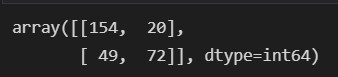 array([[154,  20],
       [ 49,  72]], dtype=int64)